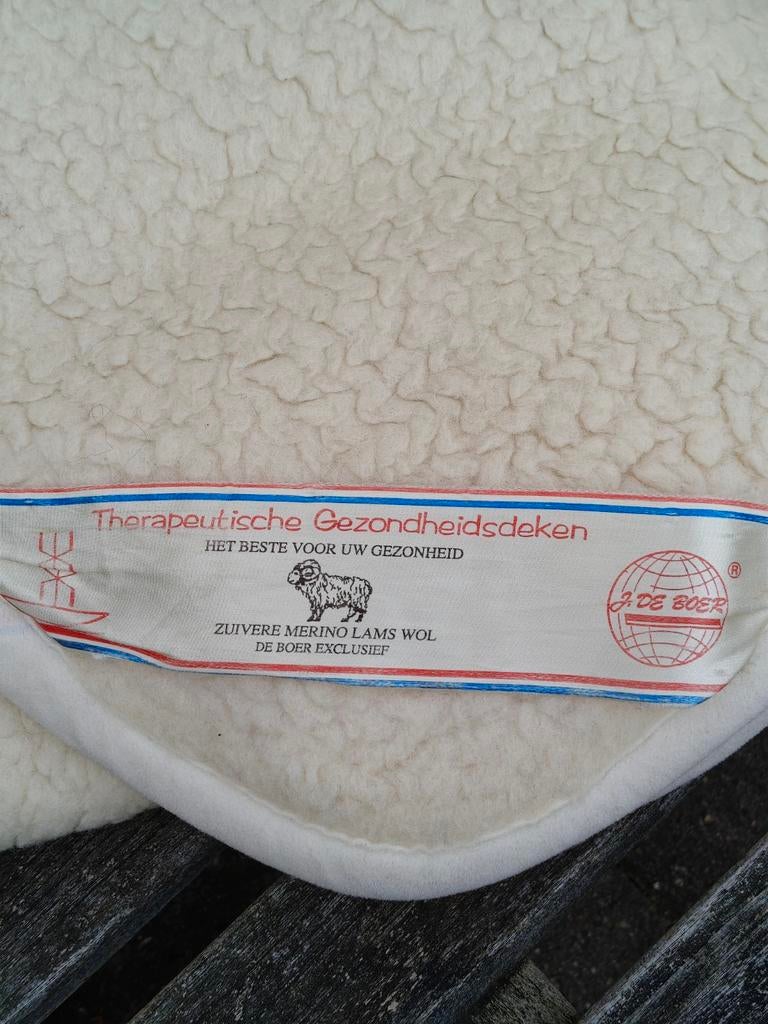 Therapeutische Gezondheidsdeken
HET BESTE VOOR UW GEZONHEID
ZUIVERE MERINO LAMS WOL
DE BOER EXCLUSIEF
J. DE BOER
®